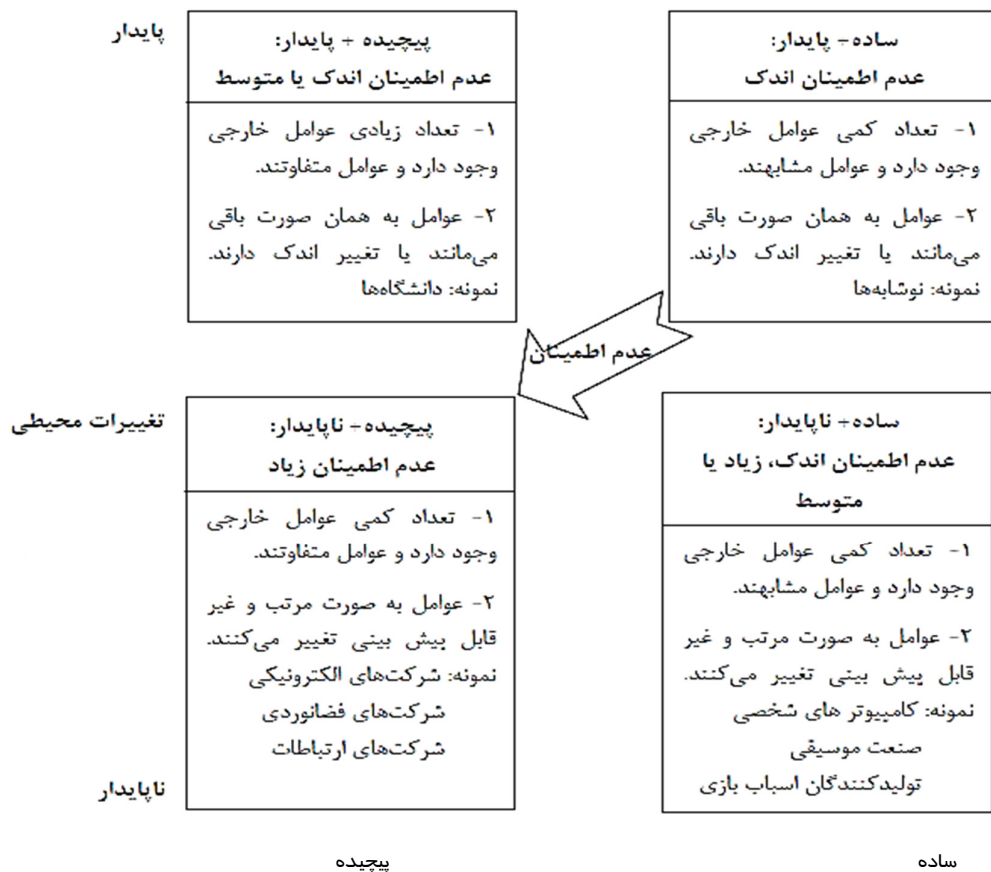 پایدار
ساده+ پایدار:
عدم اطمینان اندک
۱- تعداد کمی عوامل خارجی
وجود دارد و عوامل مشابهند.
۲- عوامل به همان صورت باقی
می‌مانند یا تغییر اندک دارند.
نمونه: نوشابه‌ها
پیچیده + پایدار:
عدم اطمینان اندک یا متوسط
۱- تعداد زیادی عوامل خارجی
وجود دارد و عوامل متفاوتند.
۲- عوامل به همان صورت باقی
می‌مانند یا تغییر اندک دارند.
نمونه: دانشگاه‌ها
عدم اطمینان
تغییرات محیطی
ساده+ ناپایدار:
عدم اطمینان اندک، زیاد یا
متوسط
۱- تعداد کمی عوامل خارجی
وجود دارد و عوامل مشابهند.
۲- عوامل به صورت مرتب و غیر
قابل پیش بینی تغییر می‌کنند.
نمونه: کامپیوتر های شخصی
صنعت موسیقی
تولیدکنندگان اسباب بازی
پیچیده+ ناپایدار:
عدم اطمینان زیاد
۱- تعداد کمی عوامل خارجی
وجود دارد و عوامل متفاوتند.
۲- عوامل به صورت مرتب و غیر
قابل پیش بینی تغییر می‌کنند.
نمونه: شرکت‌های الکترونیکی
شرکت‌های فضانوردی
شرکت‌های ارتباطات
ناپایدار
ساده
پیچیده